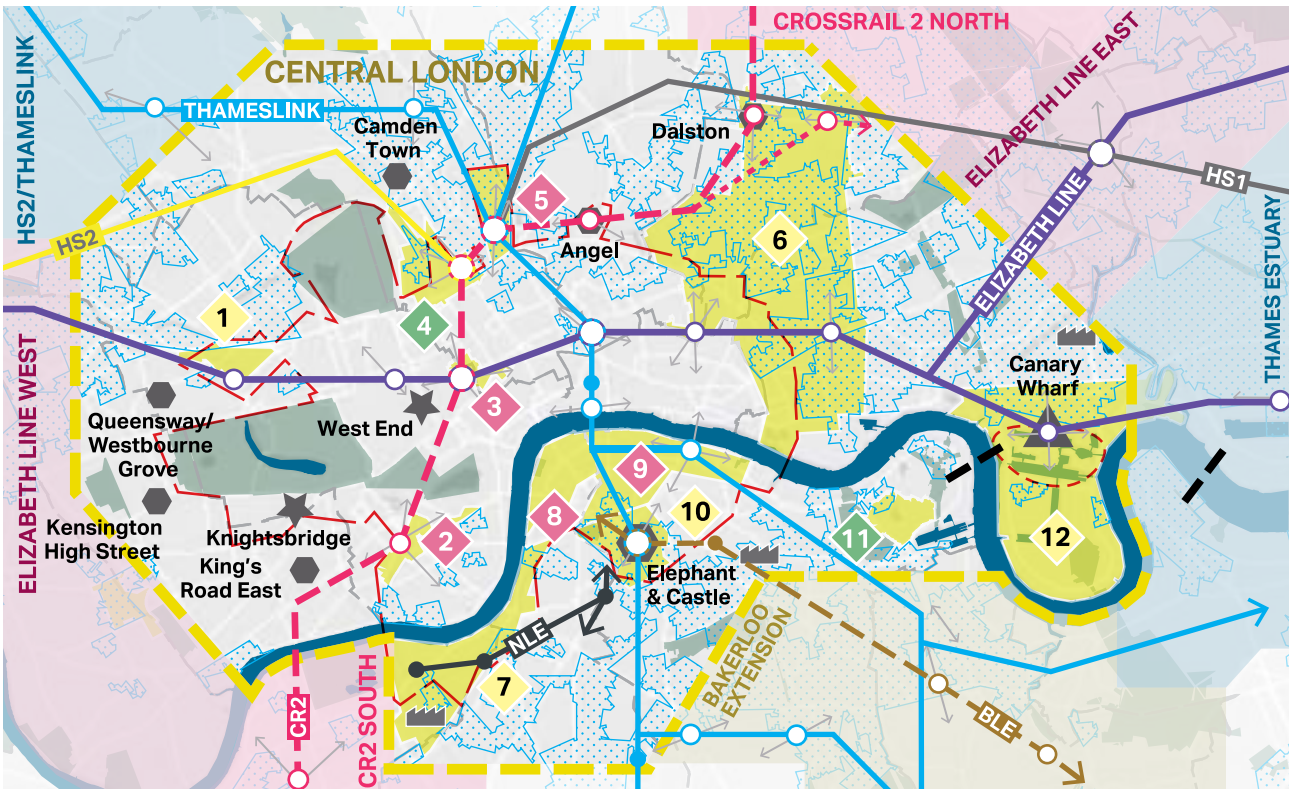 CROSSRAIL 2 NORTH
ELIZABETH LINE EAST
HS2/THAMESLINK
CENTRAL LONDON
THAMESLINK
Camden
Town
Dalston
HS1
5
Angel
6
HS2
ELIZABETH LINE
THAMES ESTUARY
1
4
ELIZABETH LINE WEST
Canary
Wharf
3
Queensway/
Westbourne
Grove
West End
9
Kensington
High Street
Knightsbridge
King's
Road East
2
8
10
11
12
Elephant
& Castle
NLE
7
BAKERLOO
EXTENSION
CR2
CR2 SOUTH
BLE